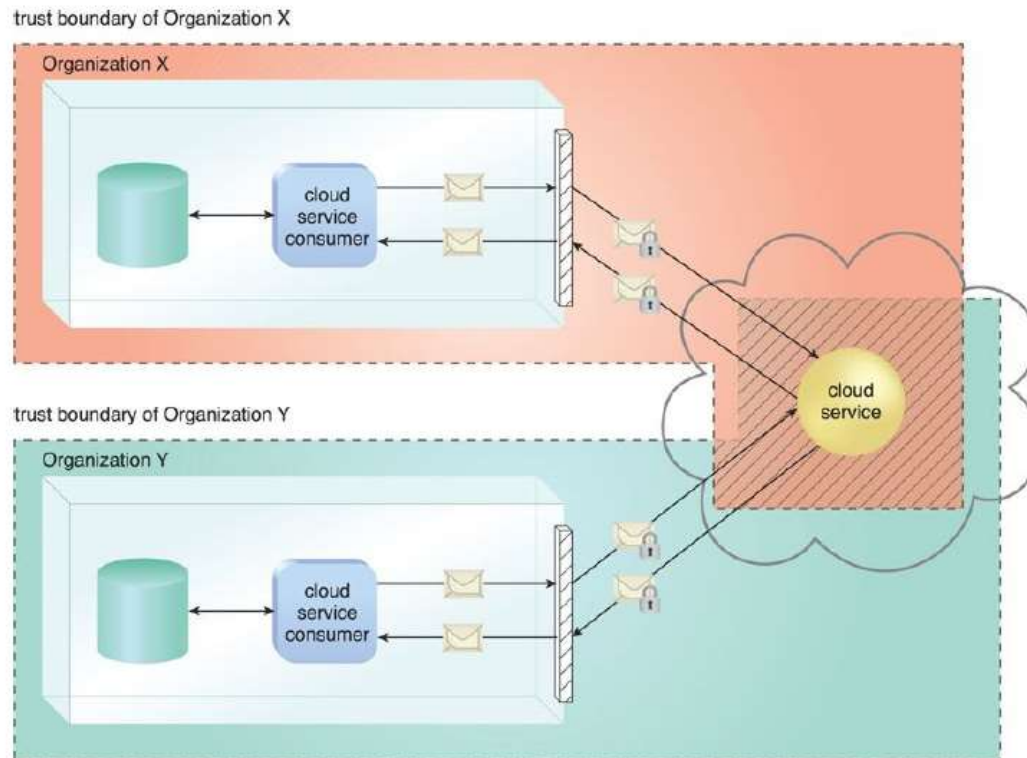 trust boundary of Organization X
Organization X
cloud
service
consumer
cloud
service
trust boundary of Organization Y
Organization Y
cloud
service
consumer